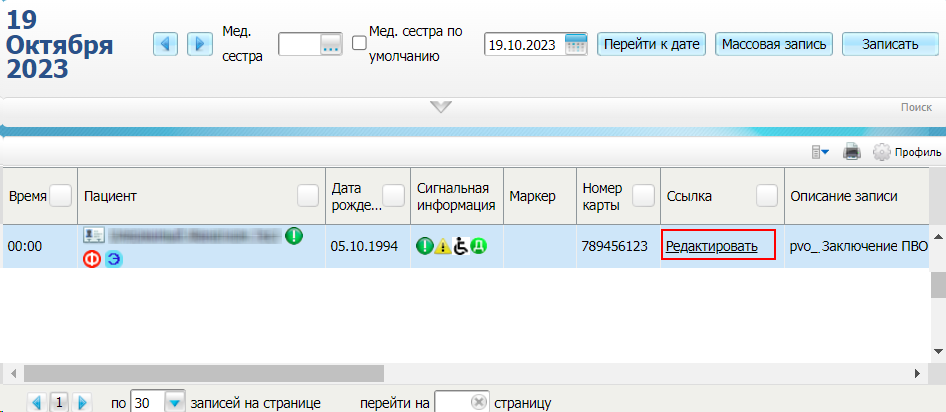 19
Октября
2023
Мед.
сестра
...
Мед. сестра по
умолчанию
19.10.2023
Перейти к дате
Массовая запись
Записать
Поиск
Профиль
Время
Пациент
Дата
рожде...
Сигнальная
информация
Маркер
Номер
карты
Ссылка
Описание записи
00:00
Ф Э
05.10.1994
Д
789456123
Редактировать
pvo_ Заключение ПВО
1
по 30 записей на странице
перейти на
страницу